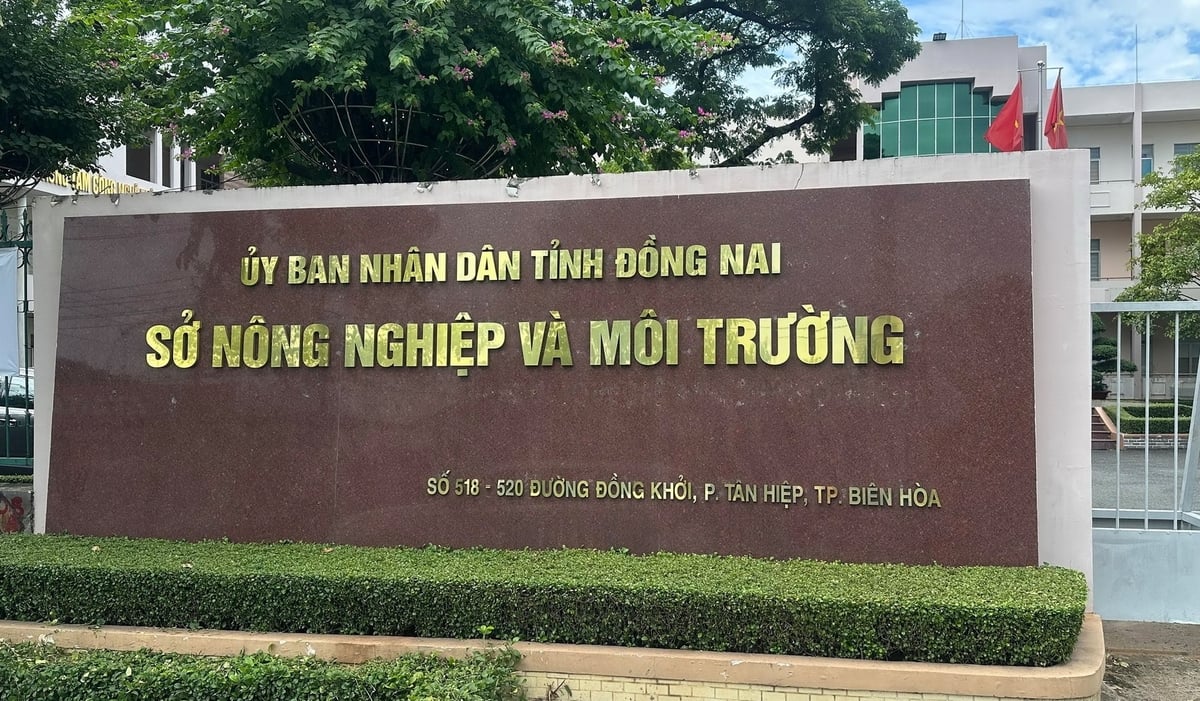 ỦY BAN NHÂN DÂN TỈNH ĐỒNG NAI
SỞ NÔNG NGHIỆP VÀ MÔI TRƯỜNG
SỐ 518 - 520 ĐƯỜNG ĐỒNG KHỞI, P. TÂN HIỆP, TP. BIÊN HÒA